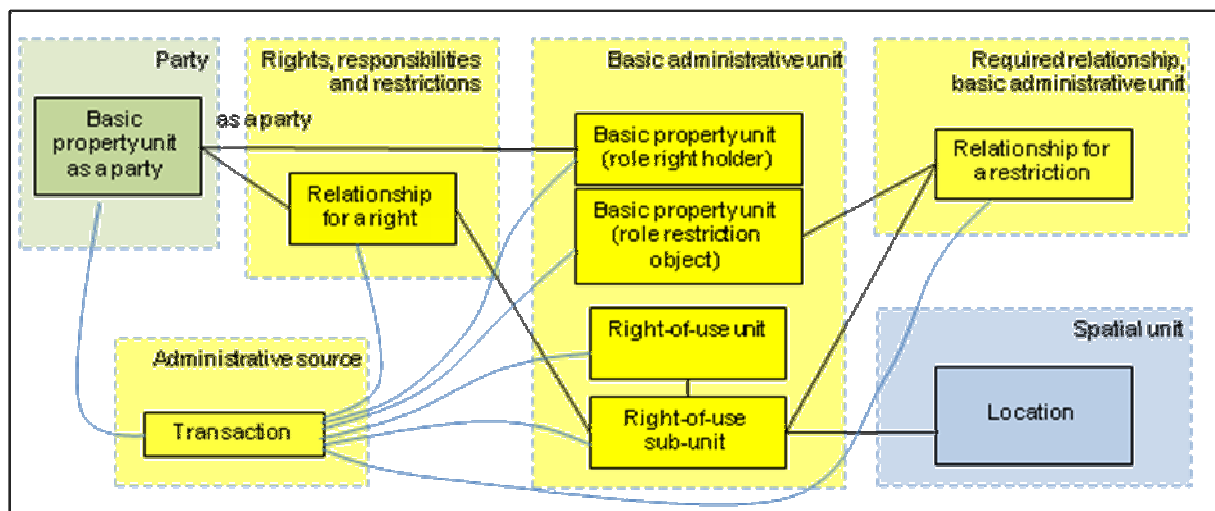 Party
Basic
property unit
as a party
as a party
Rights, responsibilities
and restrictions
Relationship
for a right
Basic administrative unit
Basic property unit
(role right holder)
Basic property unit
(role restriction
object)
Right-of-use unit
Right-of-use
sub-unit
Required relationship,
basic administrative unit
Relationship for
a restriction
Administrative source
Transaction
Spatial unit
Location